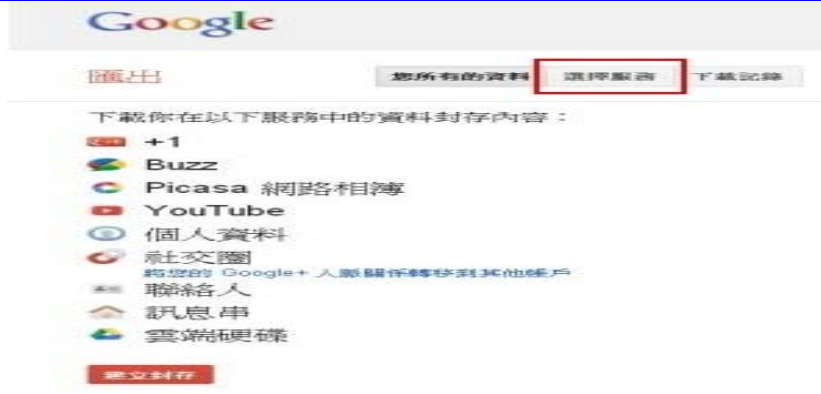 Google
匯出 您所有的資料 選擇服務 下載記錄
下載你在以下服務中的資料封存內容：
+1
Buzz
Picasa 網路相簿
YouTube
個人資料
社交圈
將您的 Google+ 人脈關係轉移到其他帳戶
聯絡人
訊息串
雲端硬碟
建立封存